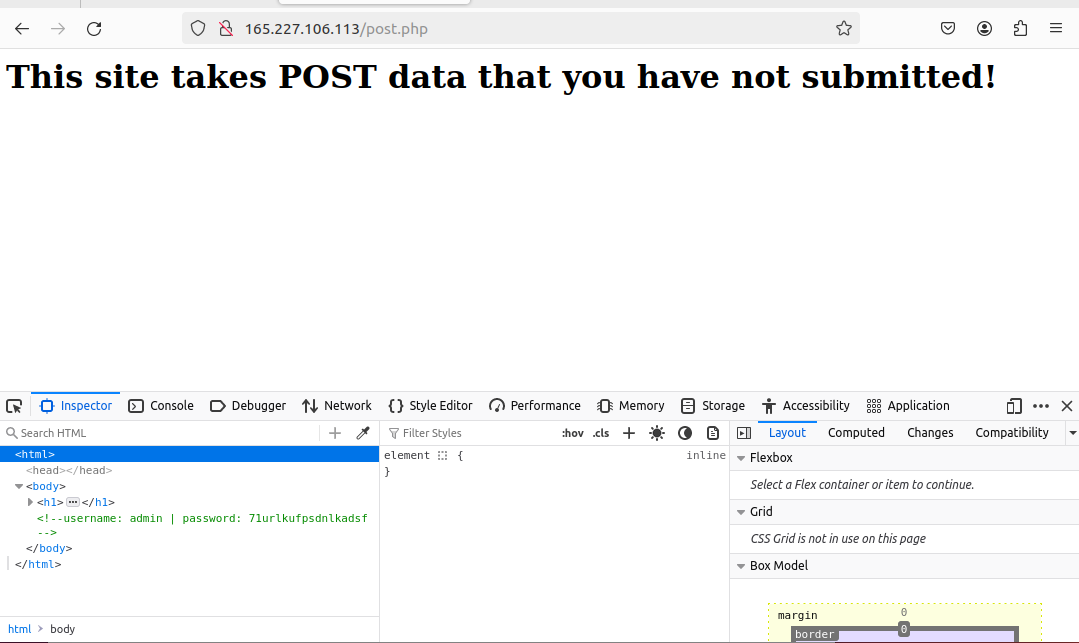 165.227.106.113/post.php
This site takes POST data that you have not submitted!
Inspector Console Debugger Network Style Editor Performance Memory Storage Accessibility Application
Search HTML
Filter Styles
:hov .cls
Layout Computed Changes Compatibility
<html>
<head></head>
<body>
<h1> ••• </h1>
<!--username: admin | password: 71urlkufpsdnlkadsf
-->
</body>
</html>
html > body
element { inline
}
Flexbox
Select a Flex container or item to continue.
Grid
CSS Grid is not in use on this page
Box Model
margin 0
border 0